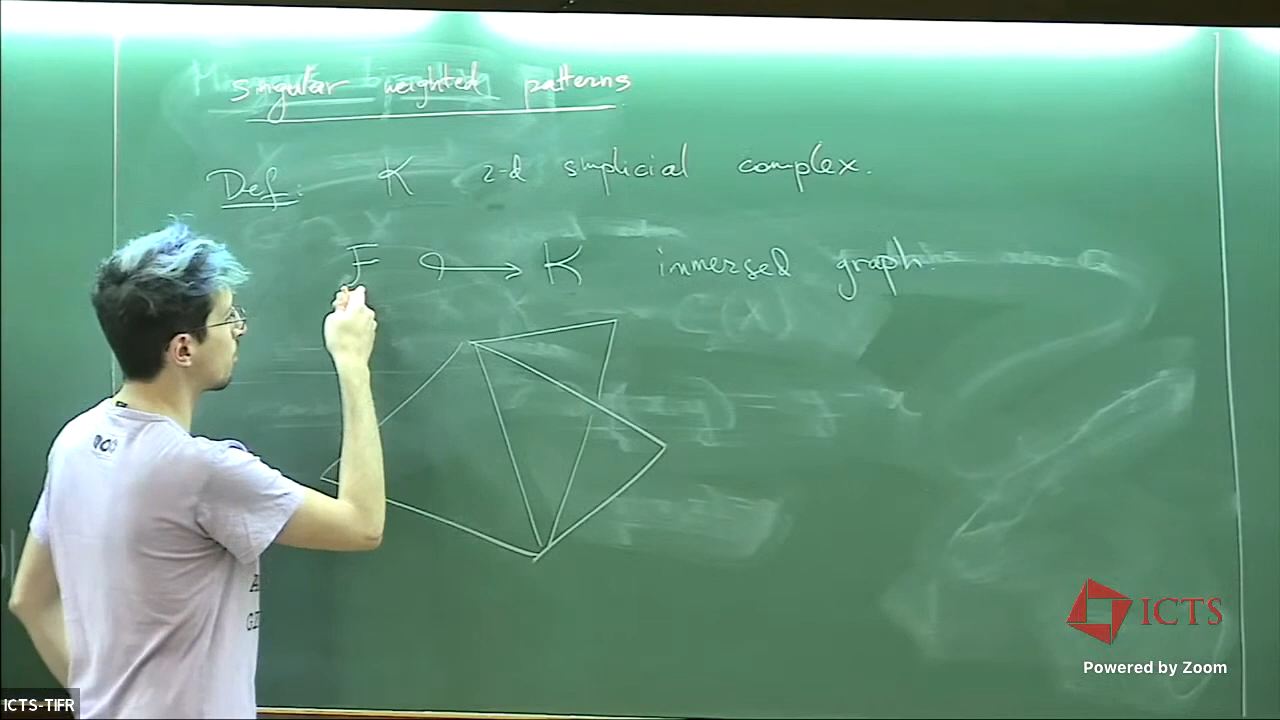 singular weighted patterns
Def: K 2-d simplicial complex.
F ↪ K immersed graph.
ICTS
Powered by Zoom
ICTS-TIFR